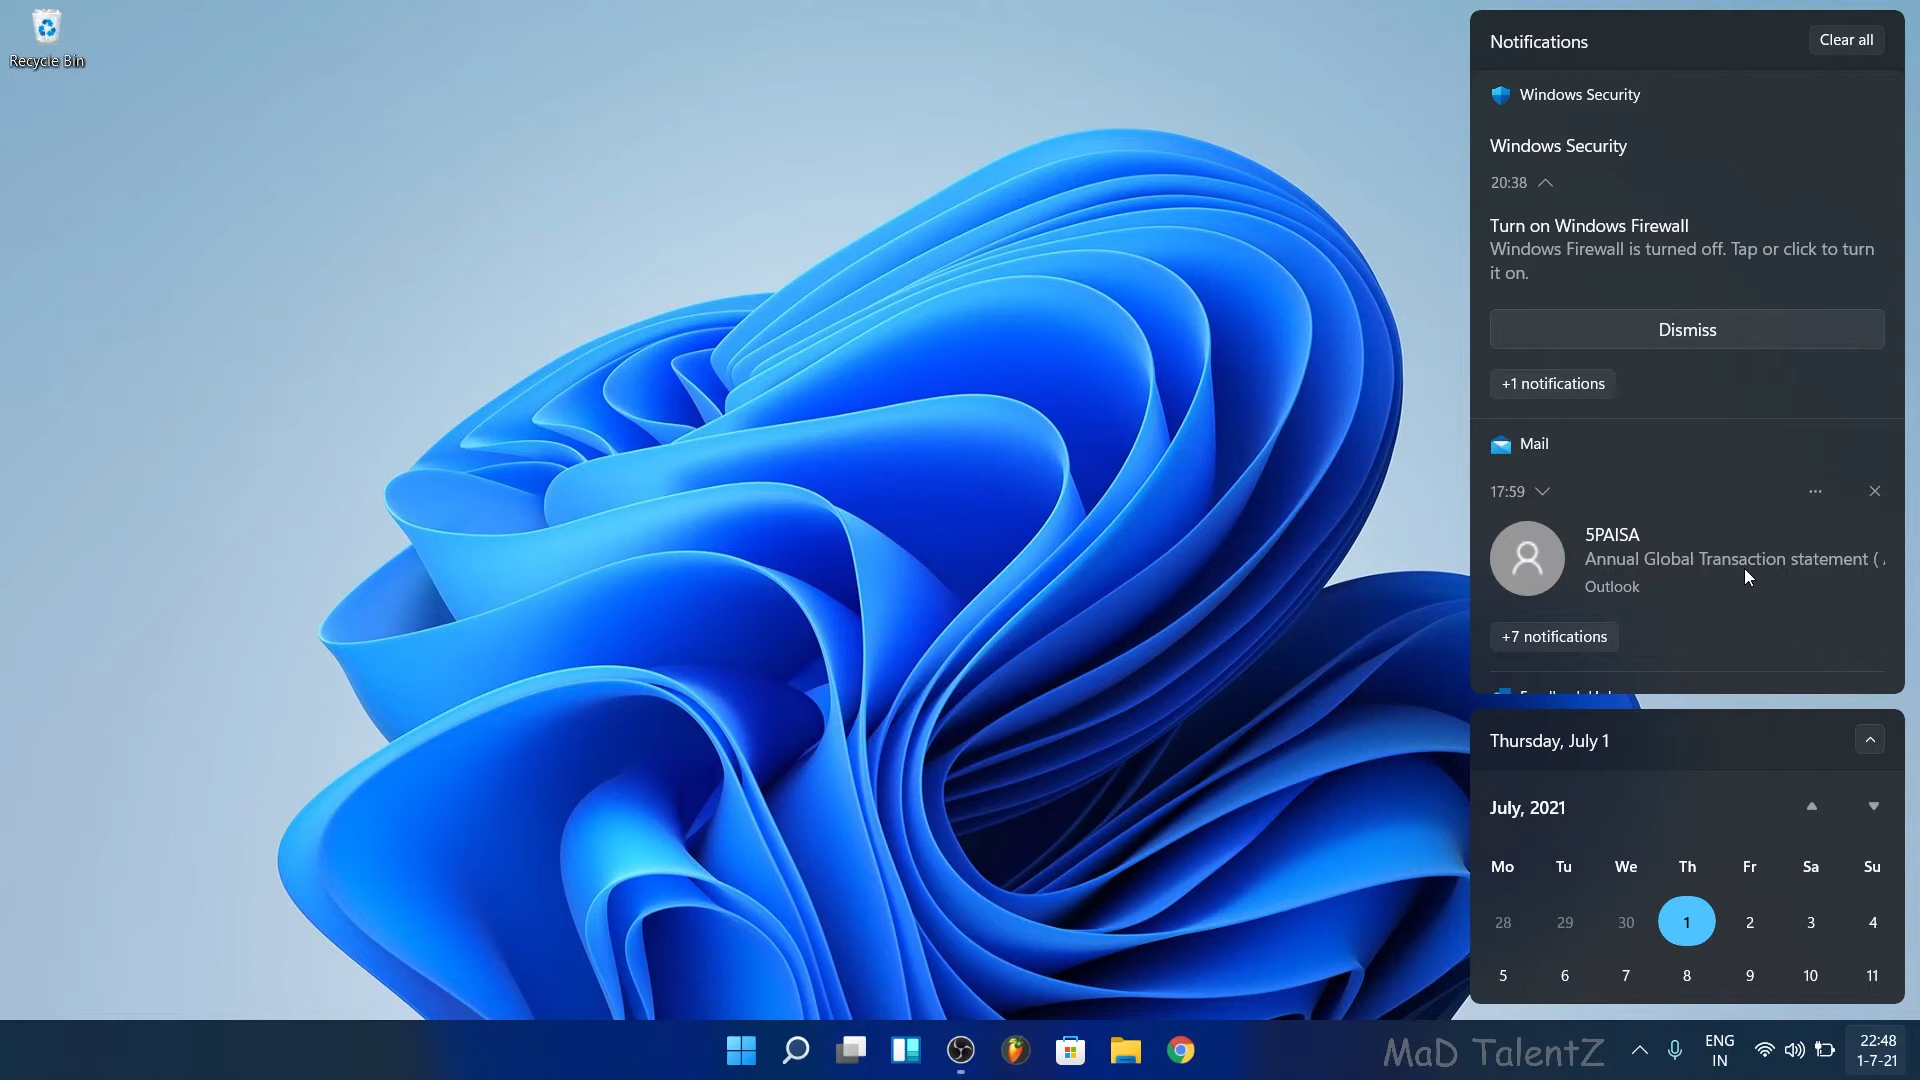 Recycle Bin
Notifications
Clear all
Windows Security
Windows Security
20:38
Turn on Windows Firewall
Windows Firewall is turned off. Tap or click to turn
it on.
Dismiss
+1 notifications
Mail
17:59
5PAISA
Annual Global Transaction statement (
Outlook
+7 notifications
Thursday, July 1
July, 2021
Mo Tu We Th Fr Sa Su
28 29 30 1 2 3 4
5 6 7 8 9 10 11
MaD TalentZ
ENG
IN
22:48
1-7-21